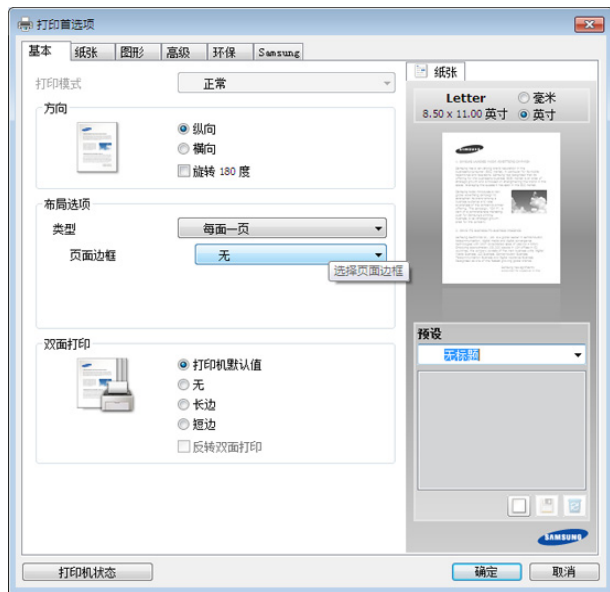 打印首选项
基本 纸张 图形 高级 环保 Samsung
打印模式 正常
方向
纵向
横向
旋转 180 度
布局选项
类型 每面一页
页面边框 无
选择页面边框
双面打印
打印机默认值
无
长边
短边
反转双面打印
纸张
Letter 毫米
8.50 x 11.00 英寸 英寸
预设
无标题
SAMSUNG
打印机状态 确定 取消